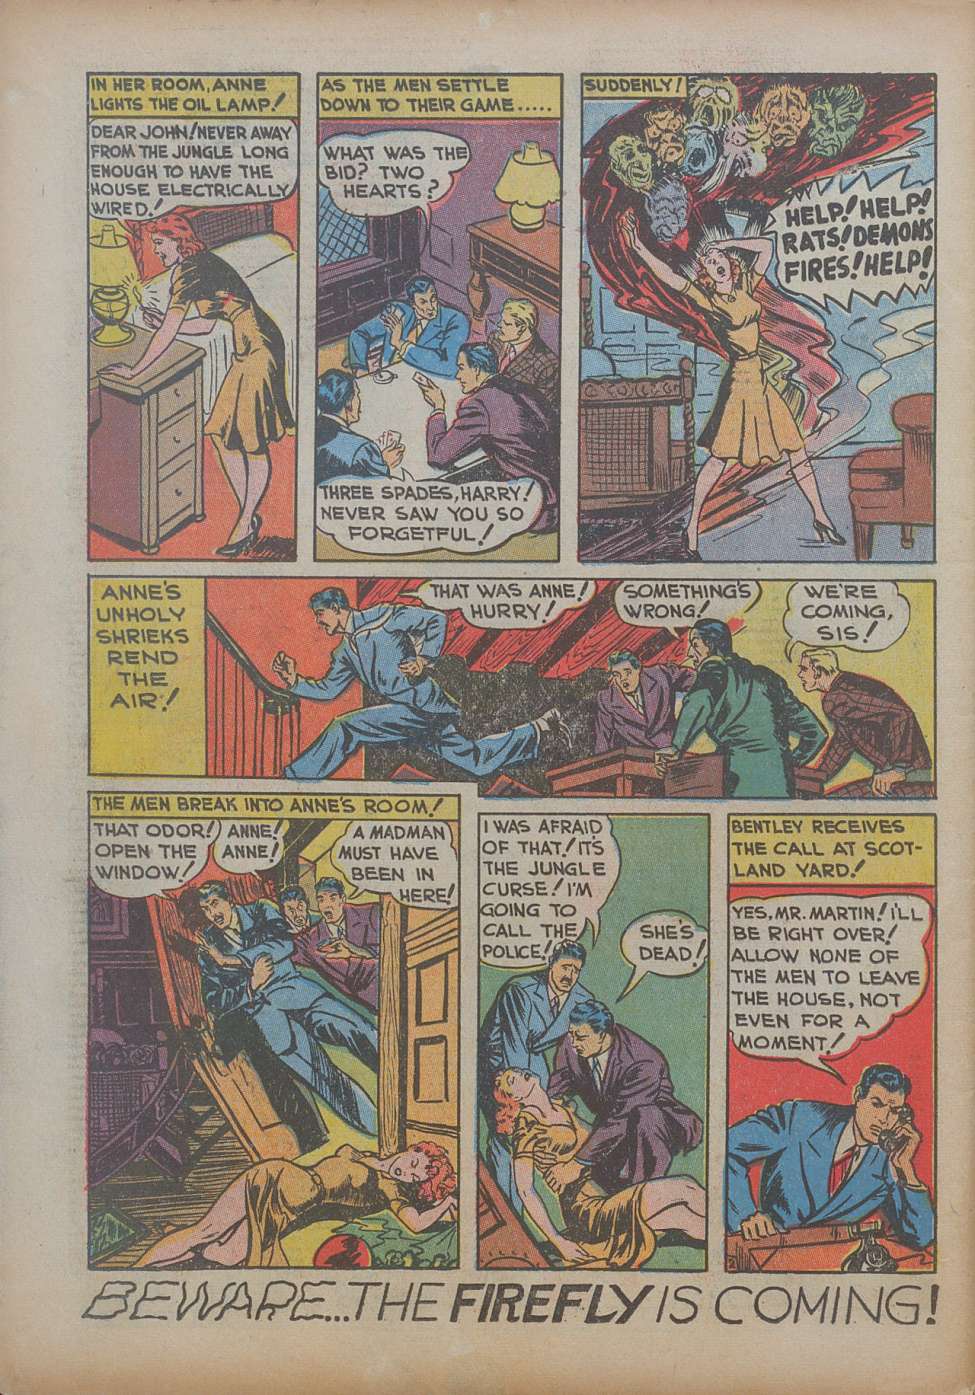 IN HER ROOM, ANNE
LIGHTS THE OIL LAMP!
DEAR JOHN! NEVER AWAY
FROM THE JUNGLE LONG
ENOUGH TO HAVE THE
HOUSE ELECTRICALLY
WIRED!
AS THE MEN SETTLE
DOWN TO THEIR GAME.....
WHAT WAS THE
BID? TWO
HEARTS?
THREE SPADES, HARRY!
NEVER SAW YOU SO
FORGETFUL!
SUDDENLY!
HELP! HELP!
RATS! DEMONS
FIRES! HELP!
ANNE'S
UNHOLY
SHRIEKS
REND
THE
AIR!
THAT WAS ANNE!
HURRY!
SOMETHING'S
WRONG!
WE'RE
COMING,
SIS!
THE MEN BREAK INTO ANNE'S ROOM!
THAT ODOR!
OPEN THE
WINDOW!
ANNE!
ANNE!
A MADMAN
MUST HAVE
BEEN IN
HERE!
I WAS AFRAID
OF THAT! IT'S
THE JUNGLE
CURSE! I'M
GOING TO
CALL THE
POLICE!
SHE'S
DEAD!
BENTLEY RECEIVES
THE CALL AT SCOT-
LAND YARD!
YES, MR. MARTIN! I'LL
BE RIGHT OVER!
ALLOW NONE OF
THE MEN TO LEAVE
THE HOUSE, NOT
EVEN FOR A
MOMENT!
2
BEWARE...THE FIREFLY IS COMING!